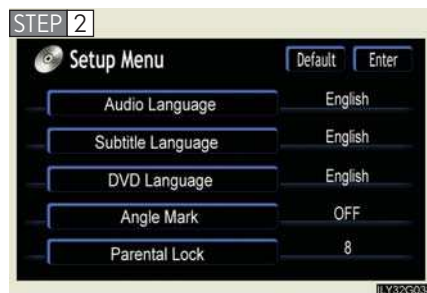 STEP 2
Setup Menu Default Enter
Audio Language English
Subtitle Language English
DVD Language English
Angle Mark OFF
Parental Lock 8
ILY32G03